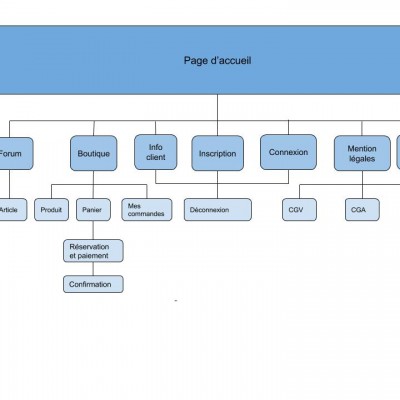 Page d'accueil
Forum
Boutique
Info
client
Inscription
Connexion
Mention
légales
Article
Produit
Panier
Mes
commandes
Déconnexion
CGV
CGA
Réservation
et paiement
Confirmation
-